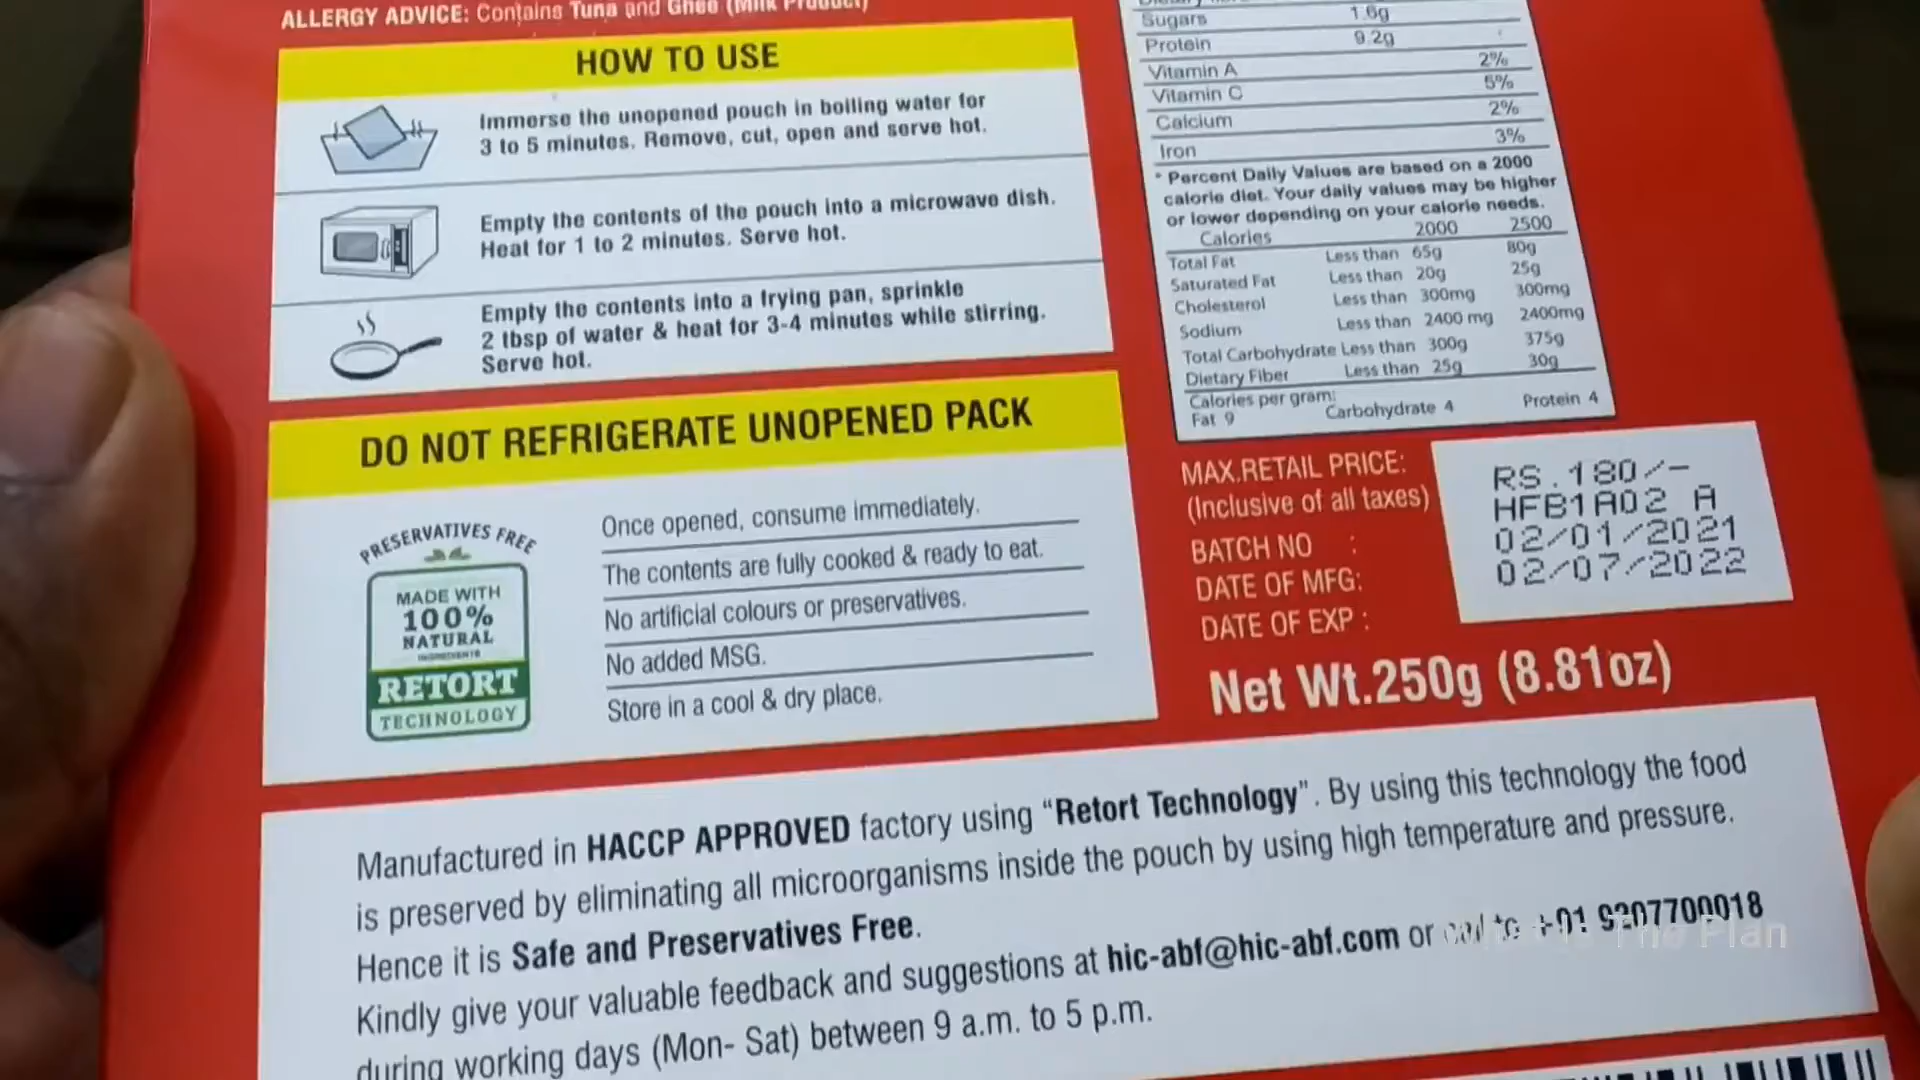 ALLERGY ADVICE: Contains Tuna and Ghee (Milk Product)
HOW TO USE
Immerse the unopened pouch in boiling water for
3 to 5 minutes. Remove, cut, open and serve hot.
Empty the contents of the pouch into a microwave dish.
Heat for 1 to 2 minutes. Serve hot.
Empty the contents into a frying pan, sprinkle
2 tbsp of water & heat for 3-4 minutes while stirring.
Serve hot.
DO NOT REFRIGERATE UNOPENED PACK
PRESERVATIVES FREE
MADE WITH
100%
NATURAL
INGREDIENTS
RETORT
TECHNOLOGY
Once opened, consume immediately.
The contents are fully cooked & ready to eat.
No artificial colours or preservatives.
No added MSG.
Store in a cool & dry place.
Sugars 1.6g
Protein 9.2g
Vitamin A 2%
Vitamin C 5%
Calcium 2%
Iron 3%
* Percent Daily Values are based on a 2000
calorie diet. Your daily values may be higher
or lower depending on your calorie needs.
Calories 2000 2500
Total Fat Less than 65g 80g
Saturated Fat Less than 20g 25g
Cholesterol Less than 300mg 300mg
Sodium Less than 2400 mg 2400mg
Total Carbohydrate Less than 300g 375g
Dietary Fiber Less than 25g 30g
Calories per gram:
Fat 9 Carbohydrate 4 Protein 4
MAX.RETAIL PRICE: RS.180/-
(Inclusive of all taxes) HFB1A02 A
BATCH NO : 02/01/2021
DATE OF MFG: 02/07/2022
DATE OF EXP :
Net Wt.250g (8.81oz)
Manufactured in HACCP APPROVED factory using "Retort Technology". By using this technology the food
is preserved by eliminating all microorganisms inside the pouch by using high temperature and pressure.
Hence it is Safe and Preservatives Free.
Kindly give your valuable feedback and suggestions at hic-abf@hic-abf.com or call to +91 9207700018
during working days (Mon- Sat) between 9 a.m. to 5 p.m.
The Plan